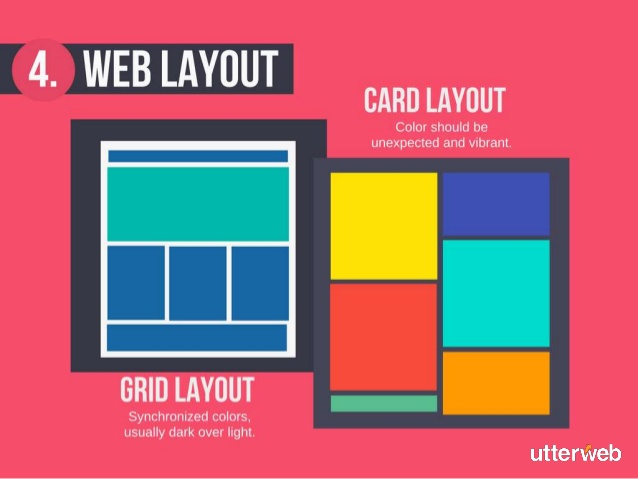 4. WEB LAYOUT
CARD LAYOUT
Color should be
unexpected and vibrant.
GRID LAYOUT
Synchronized colors,
usually dark over light.
utterweb